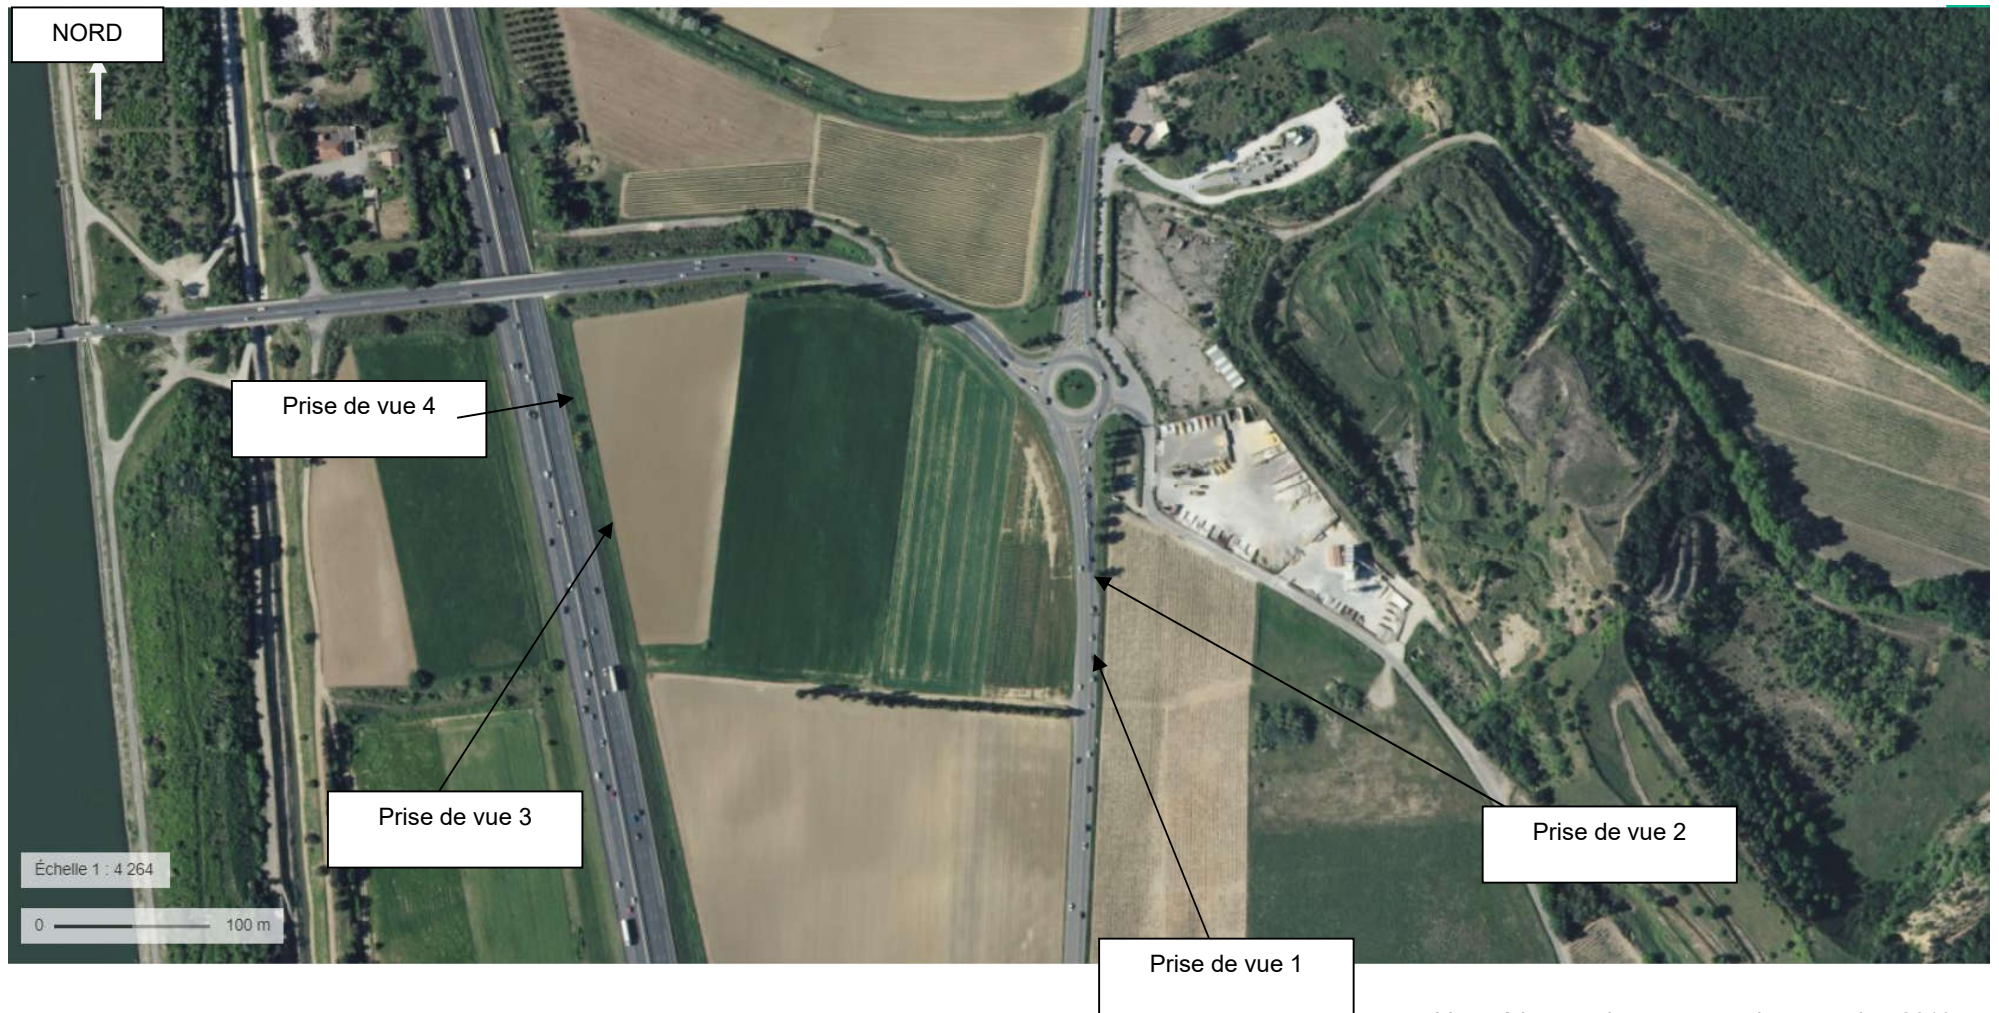 NORD
Prise de vue 4
Prise de vue 3
Prise de vue 2
Échelle 1 : 4 264
0 100 m
Prise de vue 1